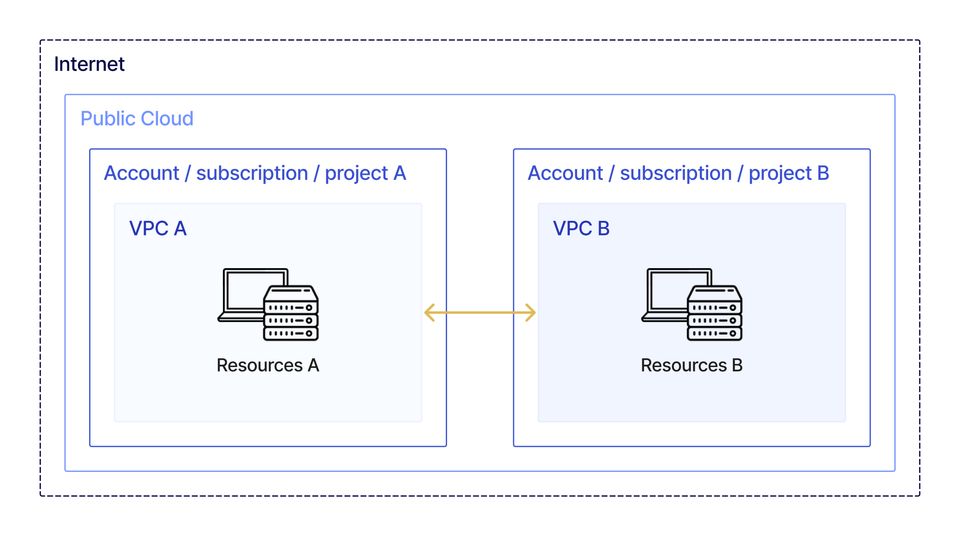 Internet
Public Cloud
Account / subscription / project A
Account / subscription / project B
VPC A
VPC B
Resources A
Resources B